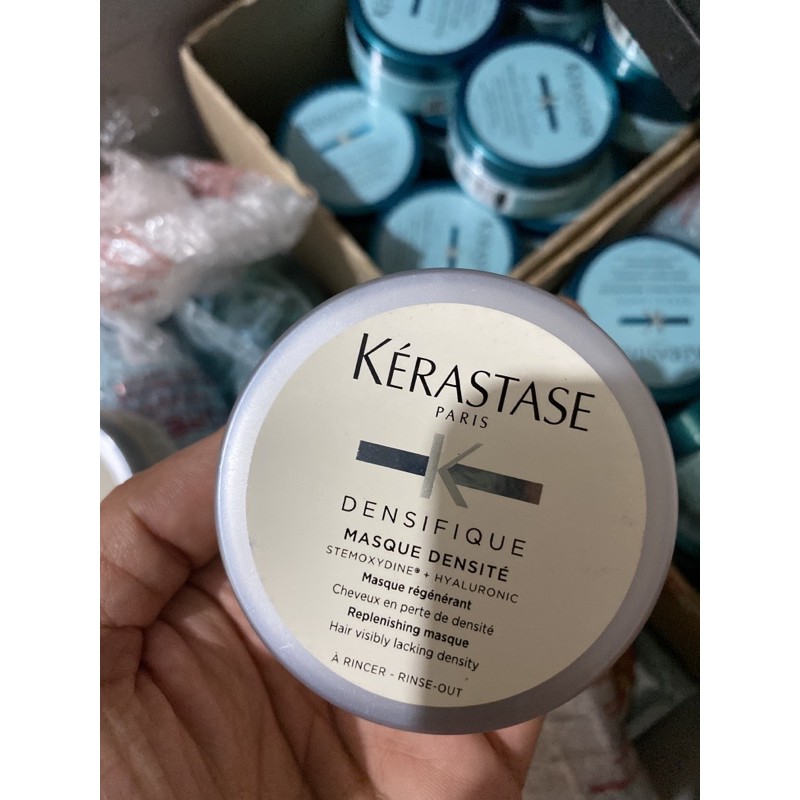 KÉRASTASE
KÉRASTASE
PARIS
DENSIFIQUE
MASQUE DENSITÉ
STEMOXYDINE® + HYALURONIC
Masque régénérant
Cheveux en perte de densité
Replenishing masque
Hair visibly lacking density
À RINCER - RINSE-OUT